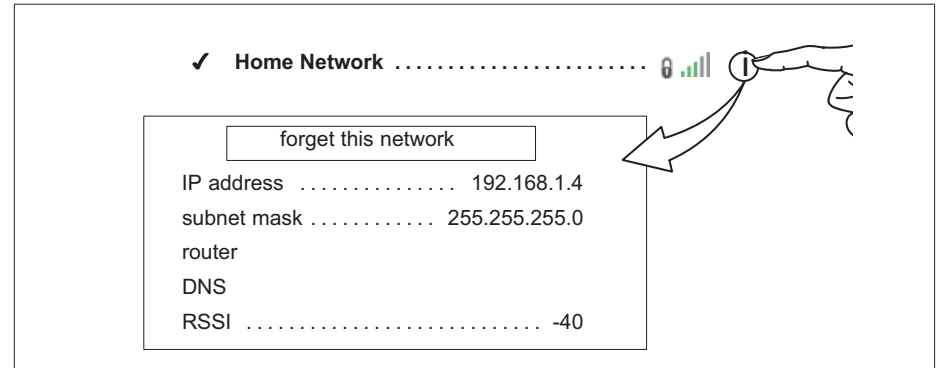 ✓ Home Network ........................ i
forget this network
IP address ............... 192.168.1.4
subnet mask ............ 255.255.255.0
router
DNS
RSSI ............................ -40